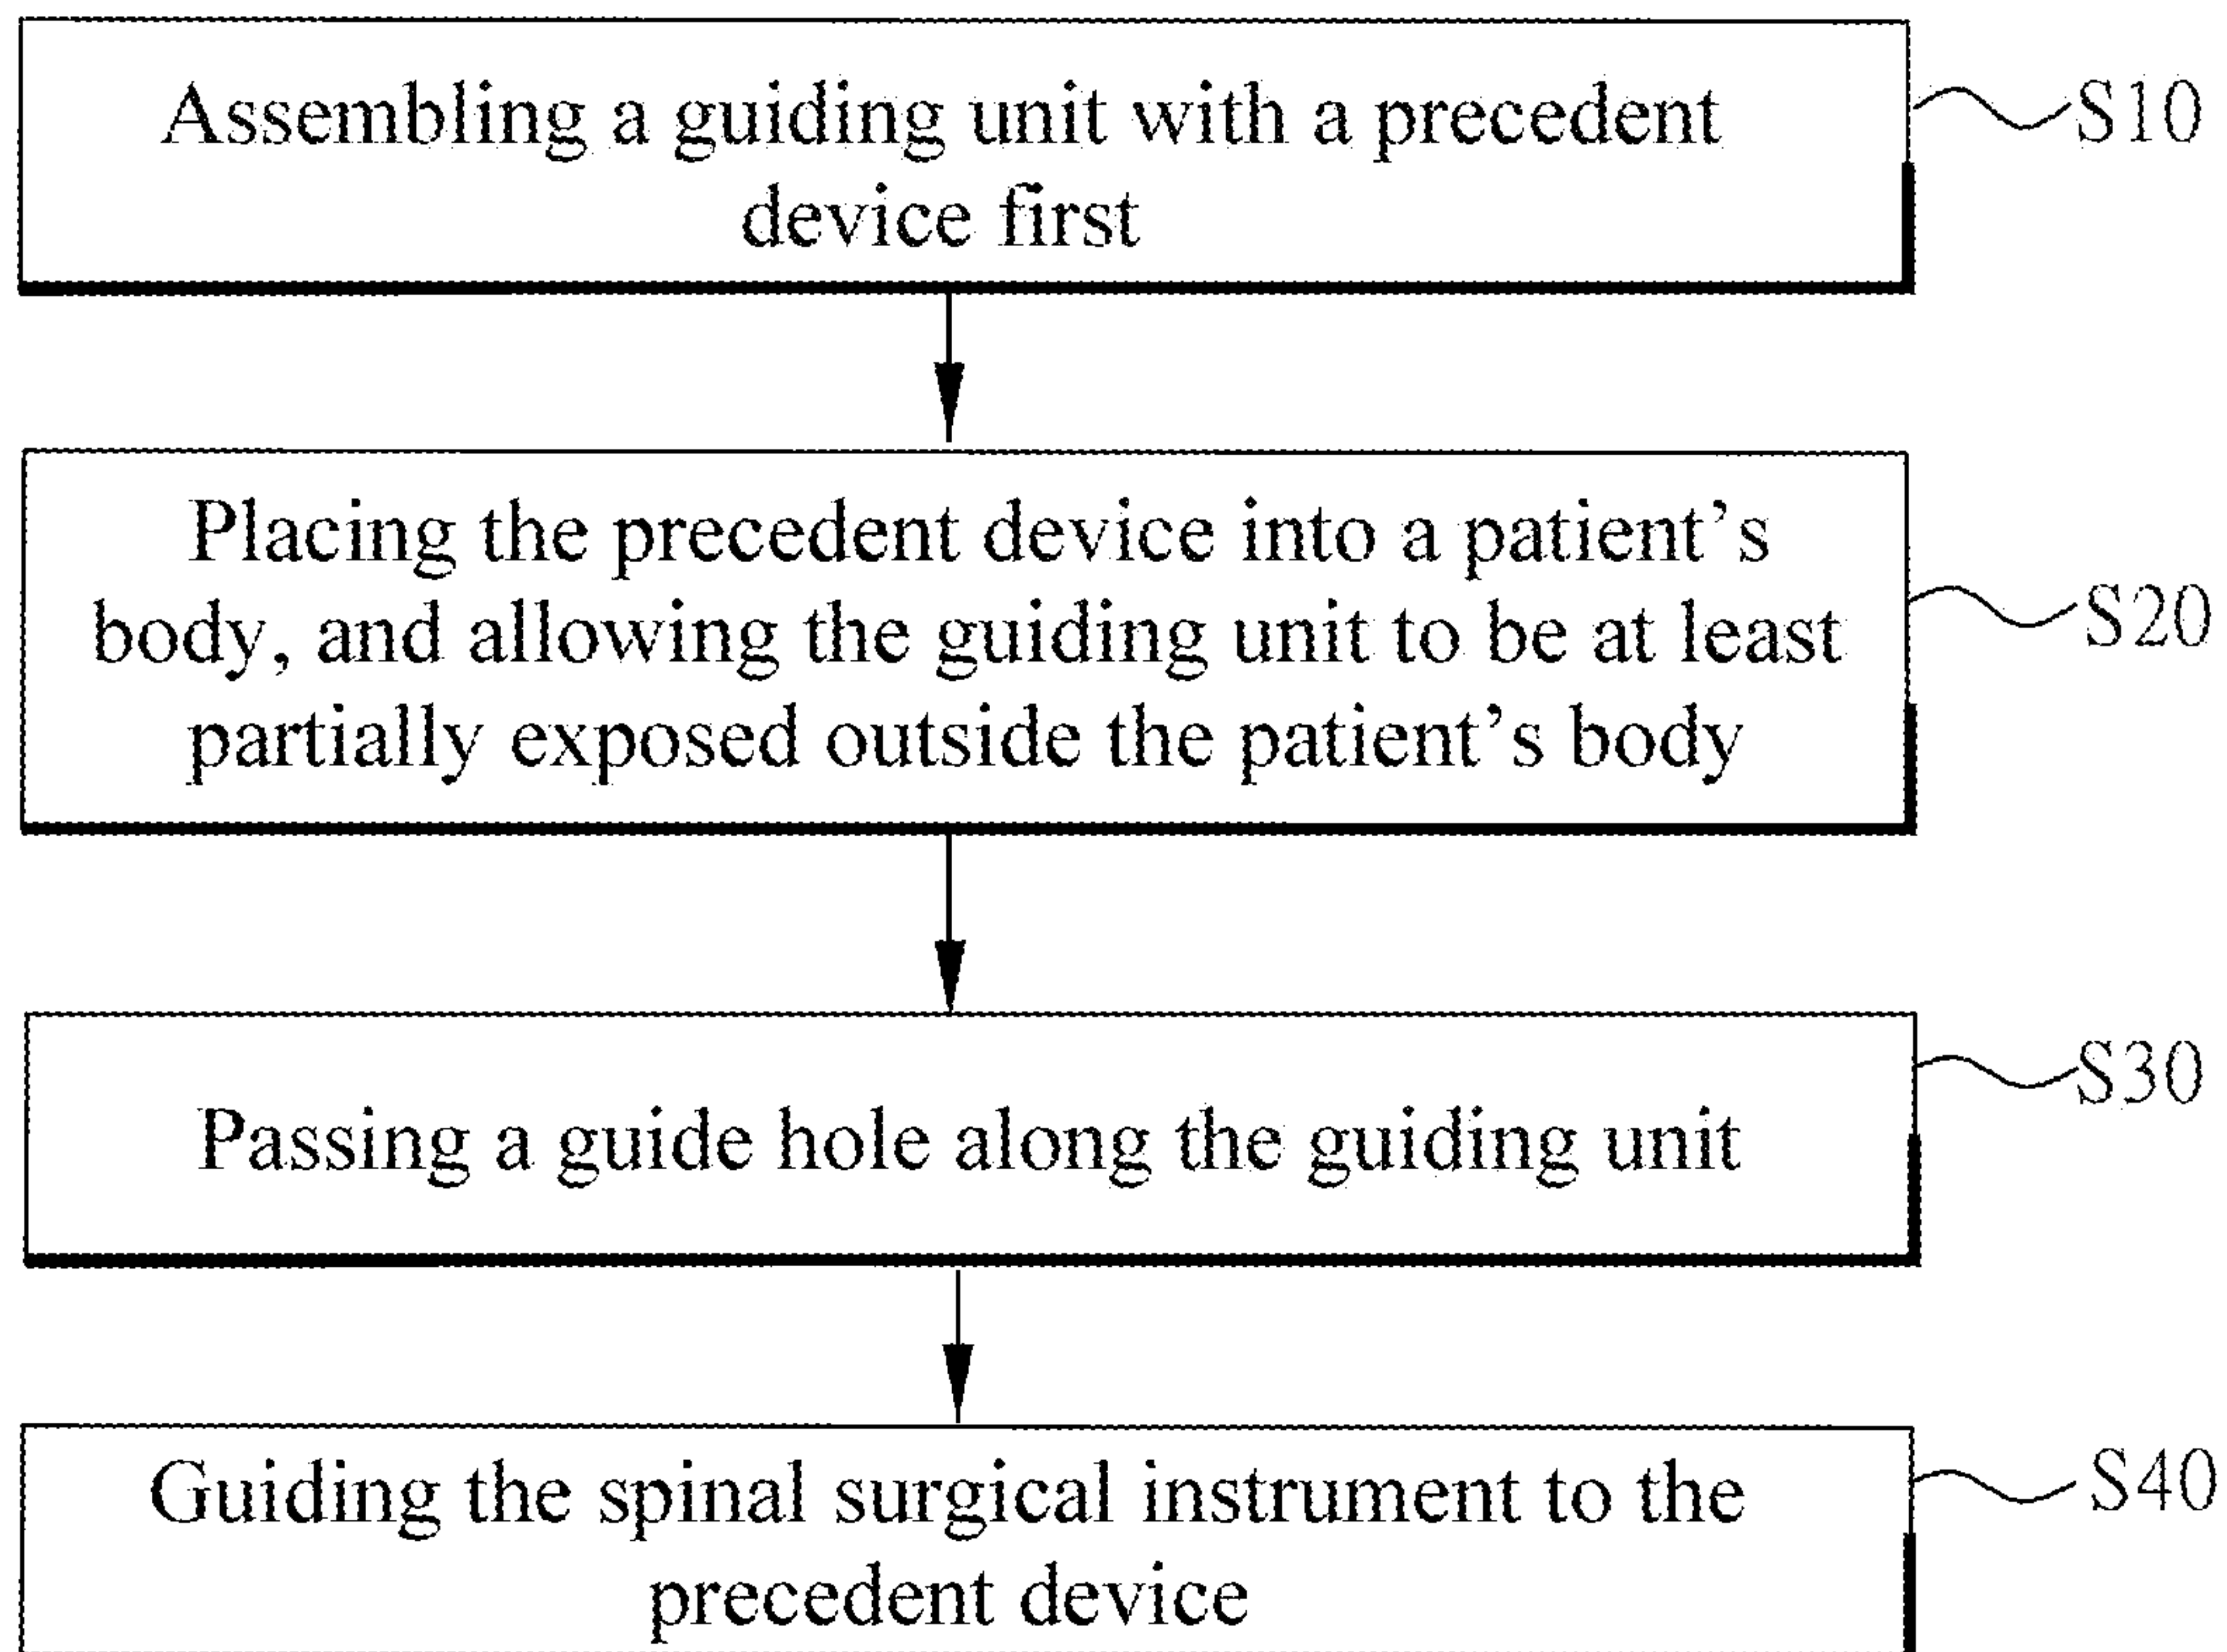 Assembling a guiding unit with a precedent
device first
S10
Placing the precedent device into a patient’s
body, and allowing the guiding unit to be at least
partially exposed outside the patient’s body
S20
Passing a guide hole along the guiding unit
S30
Guiding the spinal surgical instrument to the
precedent device
S40